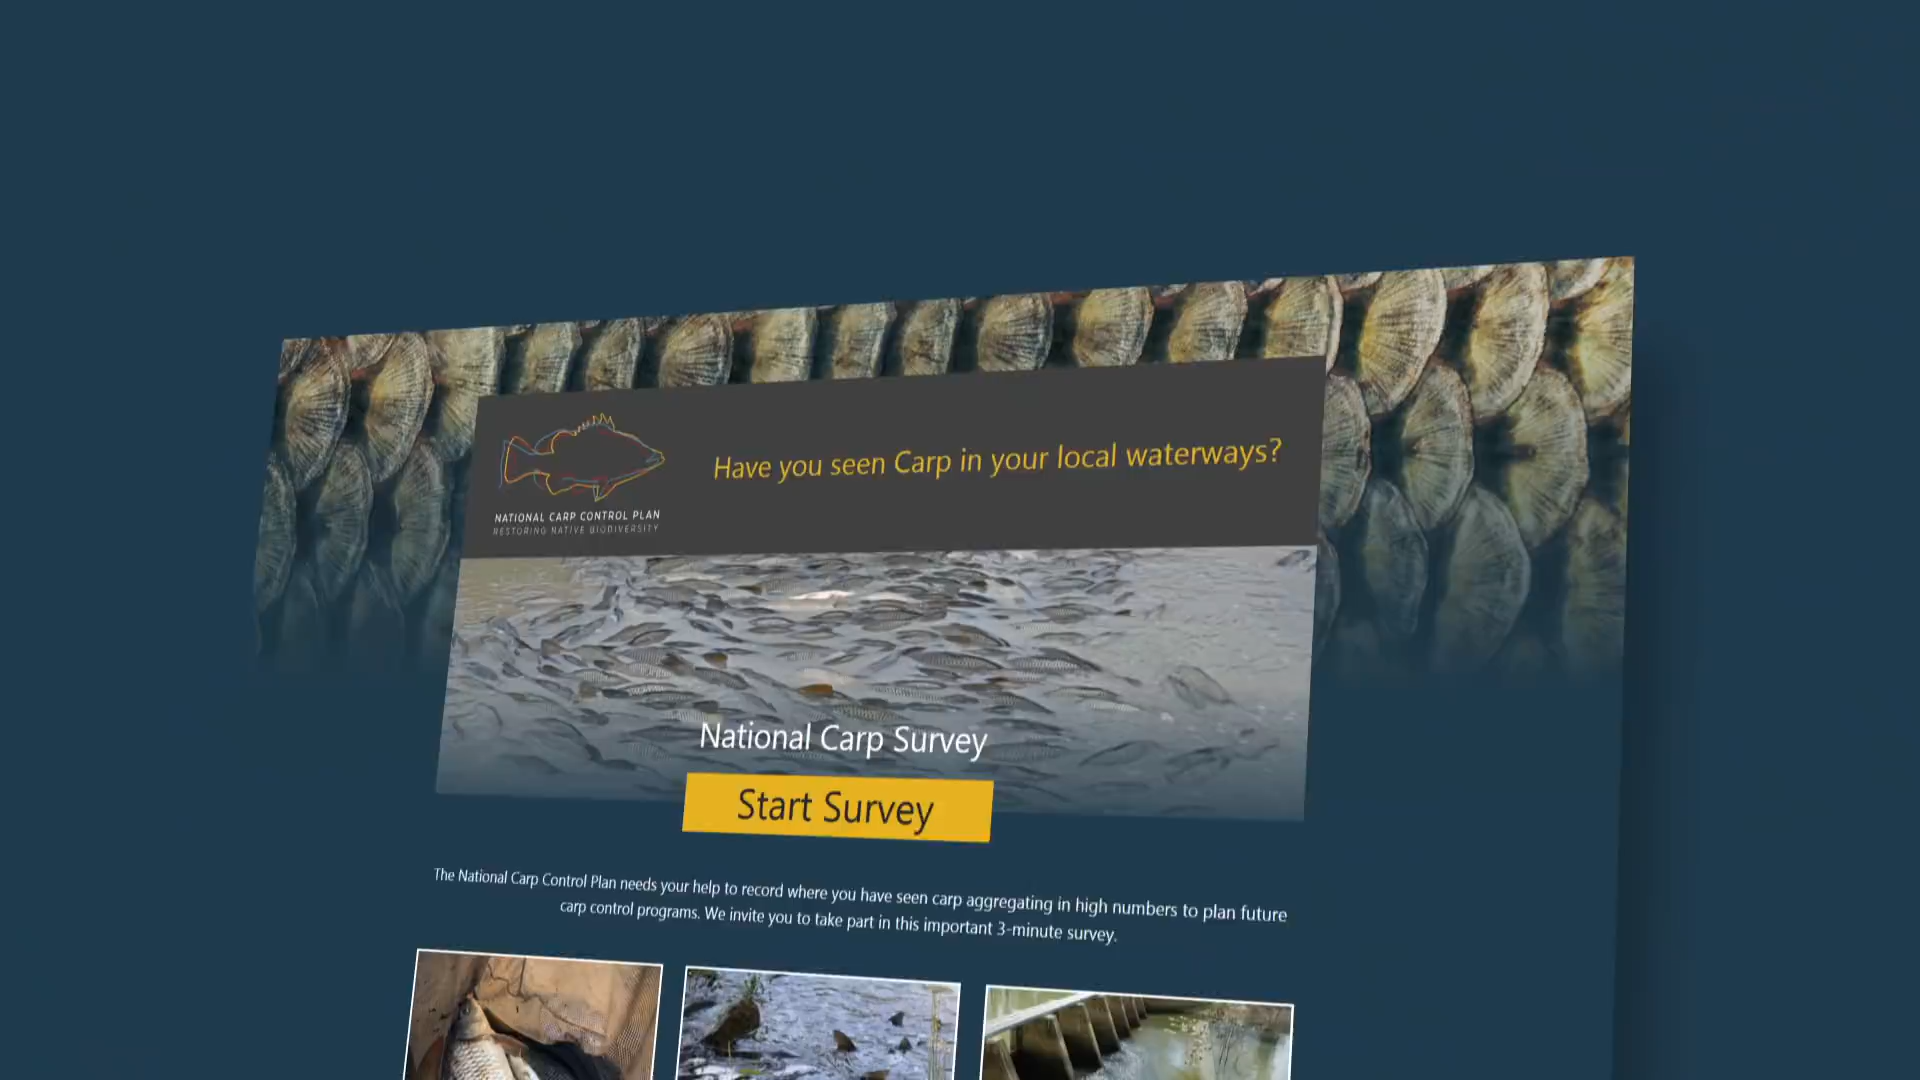 NATIONAL CARP CONTROL PLAN
RESTORING NATIVE BIODIVERSITY
Have you seen Carp in your local waterways?
National Carp Survey
Start Survey
The National Carp Control Plan needs your help to record where you have seen carp aggregating in high numbers to plan future
carp control programs. We invite you to take part in this important 3-minute survey.